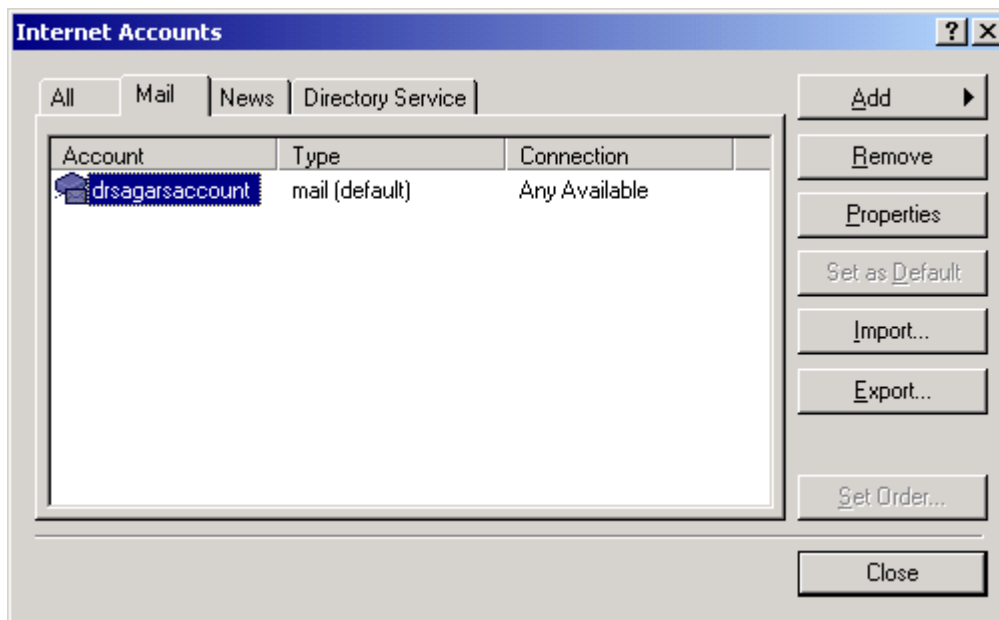 Internet Accounts
All Mail News Directory Service
Add
Remove
Properties
Set as Default
Import...
Export...
Set Order...
Close
Account Type Connection
drsagarsaccount mail (default) Any Available